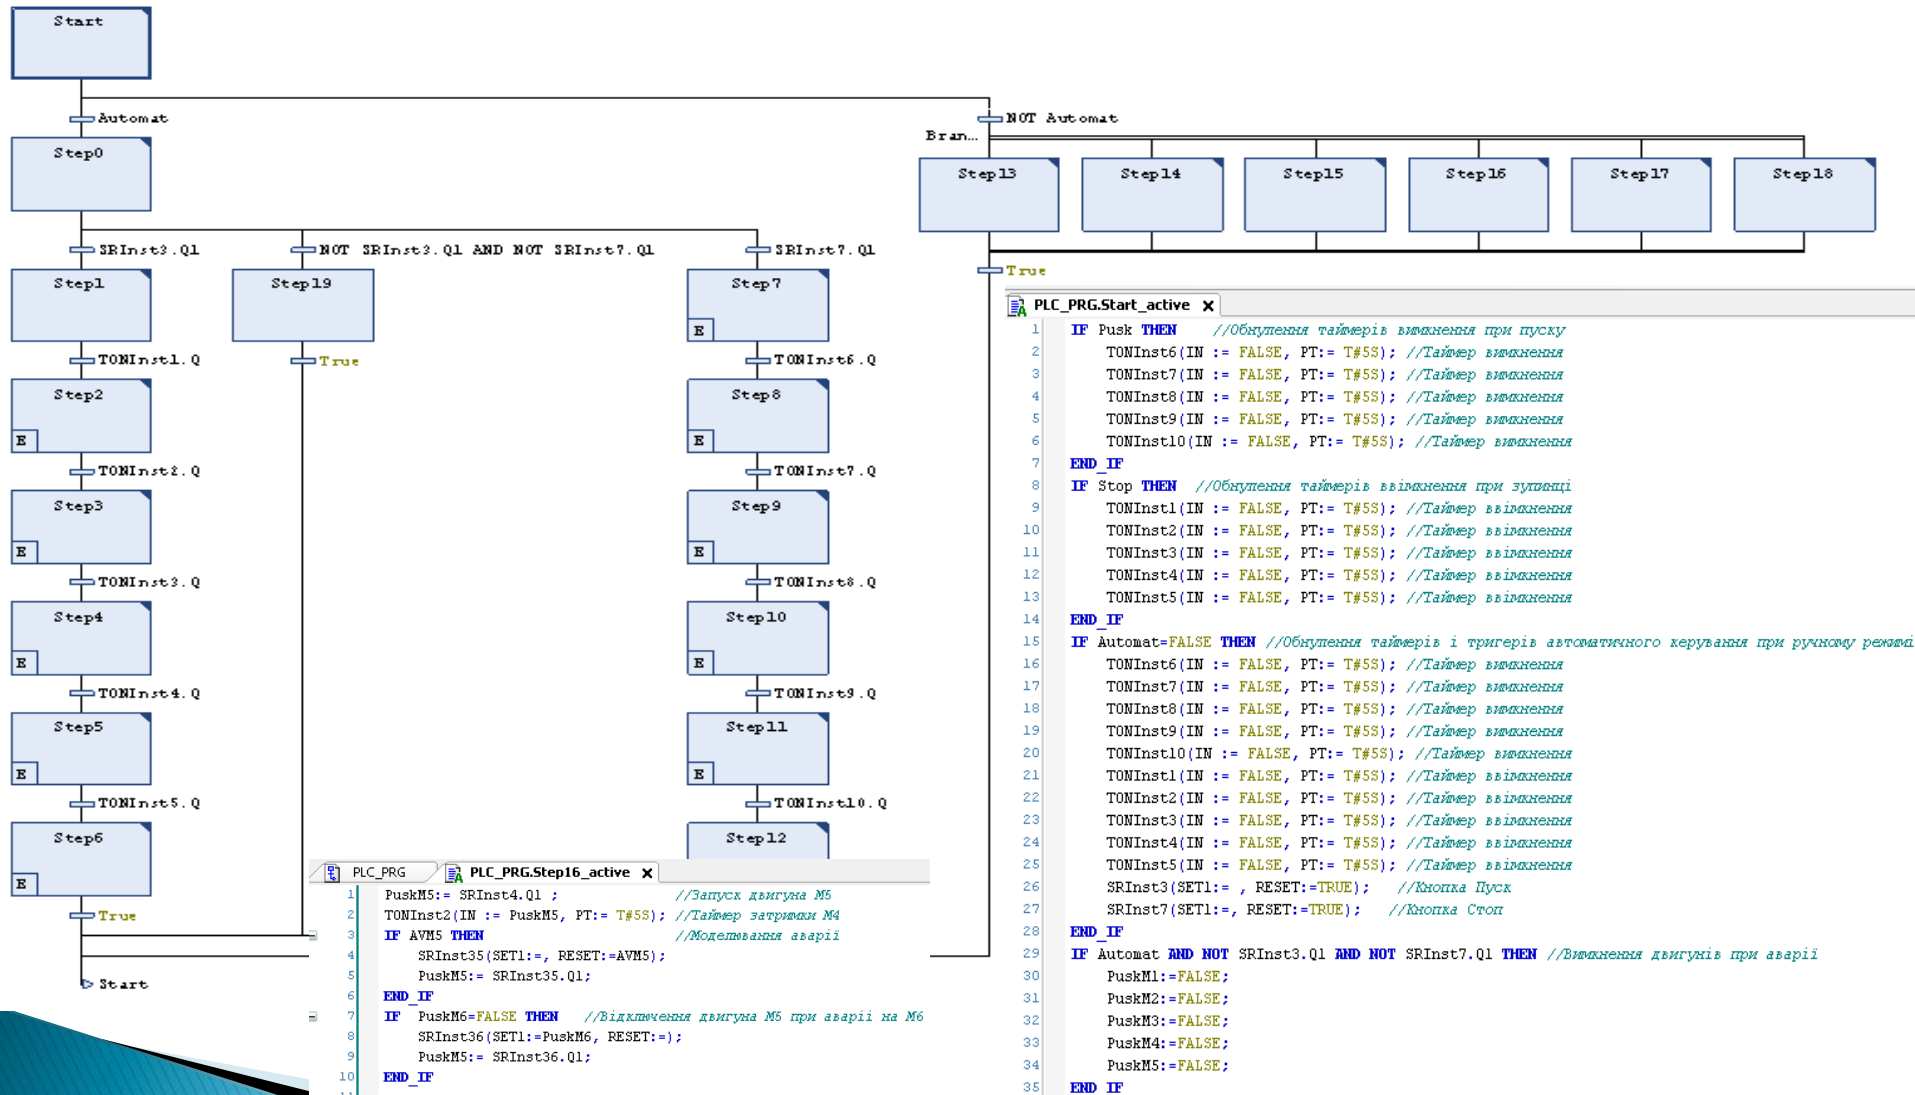 Start
Automat
NOT Automat
Bran...
Step0
Step13
Step14
Step15
Step16
Step17
Step18
SRInst3.Q1
NOT SRInst3.Q1 AND NOT SRInst7.Q1
SRInst7.Q1
True
Step1
Step19
Step7
E
TONInst1.Q
True
TONInst6.Q
Step2
E
Step8
E
TONInst2.Q
TONInst7.Q
Step3
E
Step9
E
TONInst3.Q
TONInst8.Q
Step4
E
Step10
E
TONInst4.Q
TONInst9.Q
Step5
E
Step11
E
TONInst5.Q
TONInst10.Q
Step6
E
Step12
True
Start
PLC_PRG PLC_PRG.Step16_active
1 PuskM5:= SRInst4.Q1 ; //Запуск двигуна М5
2 TONInst2(IN := PuskM5, PT:= T#5S); //Таймер затримки М4
3 IF AVM5 THEN //Моделювання аварії
4 SRInst35(SET1:=, RESET:=AVM5);
5 PuskM5:= SRInst35.Q1;
6 END_IF
7 IF PuskM6=FALSE THEN //Відключення двигуна М5 при аварії на М6
8 SRInst36(SET1:=PuskM6, RESET:=);
9 PuskM5:= SRInst36.Q1;
10 END_IF
PLC_PRG.Start_active
1 IF Pusk THEN //Обнулення таймерів вимкнення при пуску
2 TONInst6(IN := FALSE, PT:= T#5S); //Таймер вимкнення
3 TONInst7(IN := FALSE, PT:= T#5S); //Таймер вимкнення
4 TONInst8(IN := FALSE, PT:= T#5S); //Таймер вимкнення
5 TONInst9(IN := FALSE, PT:= T#5S); //Таймер вимкнення
6 TONInst10(IN := FALSE, PT:= T#5S); //Таймер вимкнення
7 END_IF
8 IF Stop THEN //Обнулення таймерів ввімкнення при зупинці
9 TONInst1(IN := FALSE, PT:= T#5S); //Таймер ввімкнення
10 TONInst2(IN := FALSE, PT:= T#5S); //Таймер ввімкнення
11 TONInst3(IN := FALSE, PT:= T#5S); //Таймер ввімкнення
12 TONInst4(IN := FALSE, PT:= T#5S); //Таймер ввімкнення
13 TONInst5(IN := FALSE, PT:= T#5S); //Таймер ввімкнення
14 END_IF
15 IF Automat=FALSE THEN //Обнулення таймерів і тригерів автоматичного керування при ручному режимі
16 TONInst6(IN := FALSE, PT:= T#5S); //Таймер вимкнення
17 TONInst7(IN := FALSE, PT:= T#5S); //Таймер вимкнення
18 TONInst8(IN := FALSE, PT:= T#5S); //Таймер вимкнення
19 TONInst9(IN := FALSE, PT:= T#5S); //Таймер вимкнення
20 TONInst10(IN := FALSE, PT:= T#5S); //Таймер вимкнення
21 TONInst1(IN := FALSE, PT:= T#5S); //Таймер ввімкнення
22 TONInst2(IN := FALSE, PT:= T#5S); //Таймер ввімкнення
23 TONInst3(IN := FALSE, PT:= T#5S); //Таймер ввімкнення
24 TONInst4(IN := FALSE, PT:= T#5S); //Таймер ввімкнення
25 TONInst5(IN := FALSE, PT:= T#5S); //Таймер ввімкнення
26 SRInst3(SET1:= , RESET:=TRUE); //Кнопка Пуск
27 SRInst7(SET1:=, RESET:=TRUE); //Кнопка Стоп
28 END_IF
29 IF Automat AND NOT SRInst3.Q1 AND NOT SRInst7.Q1 THEN //Вимкнення двигунів при аварії
30 PuskM1:=FALSE;
31 PuskM2:=FALSE;
32 PuskM3:=FALSE;
33 PuskM4:=FALSE;
34 PuskM5:=FALSE;
35 END_IF